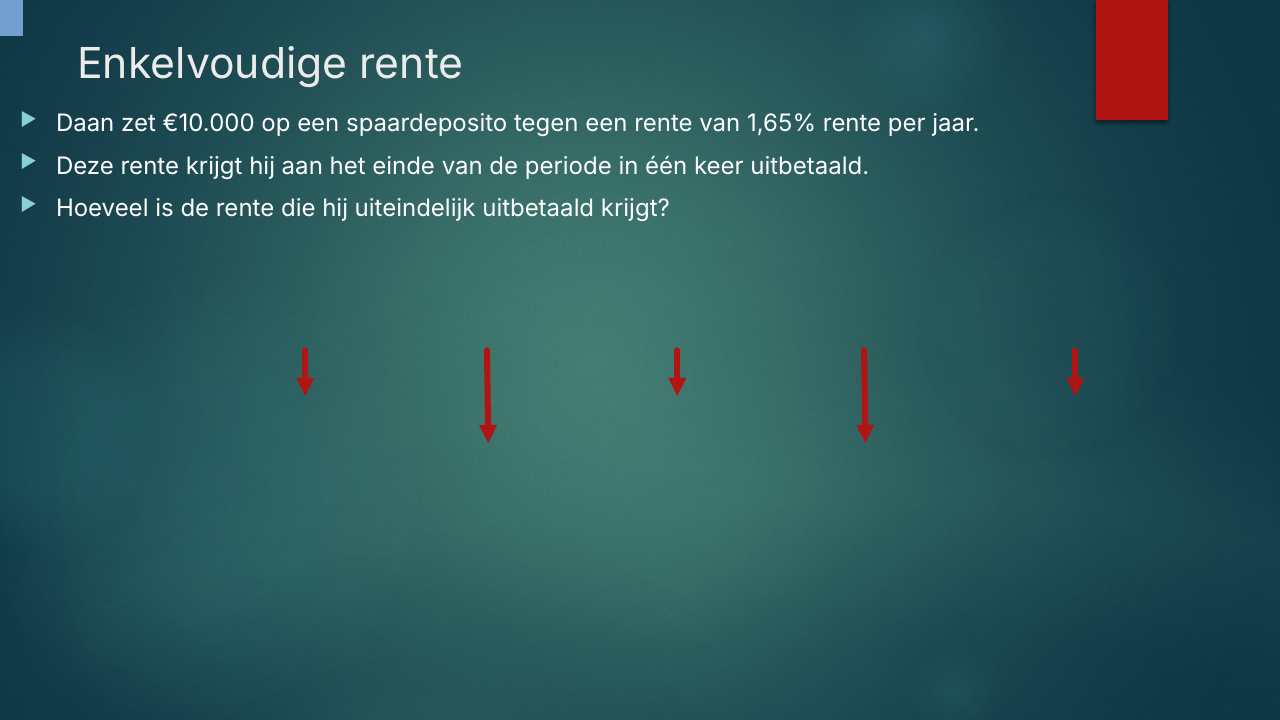 Enkelvoudige rente
Daan zet €10.000 op een spaardeposito tegen een rente van 1,65% rente per jaar.
Deze rente krijgt hij aan het einde van de periode in één keer uitbetaald.
Hoeveel is de rente die hij uiteindelijk uitbetaald krijgt?